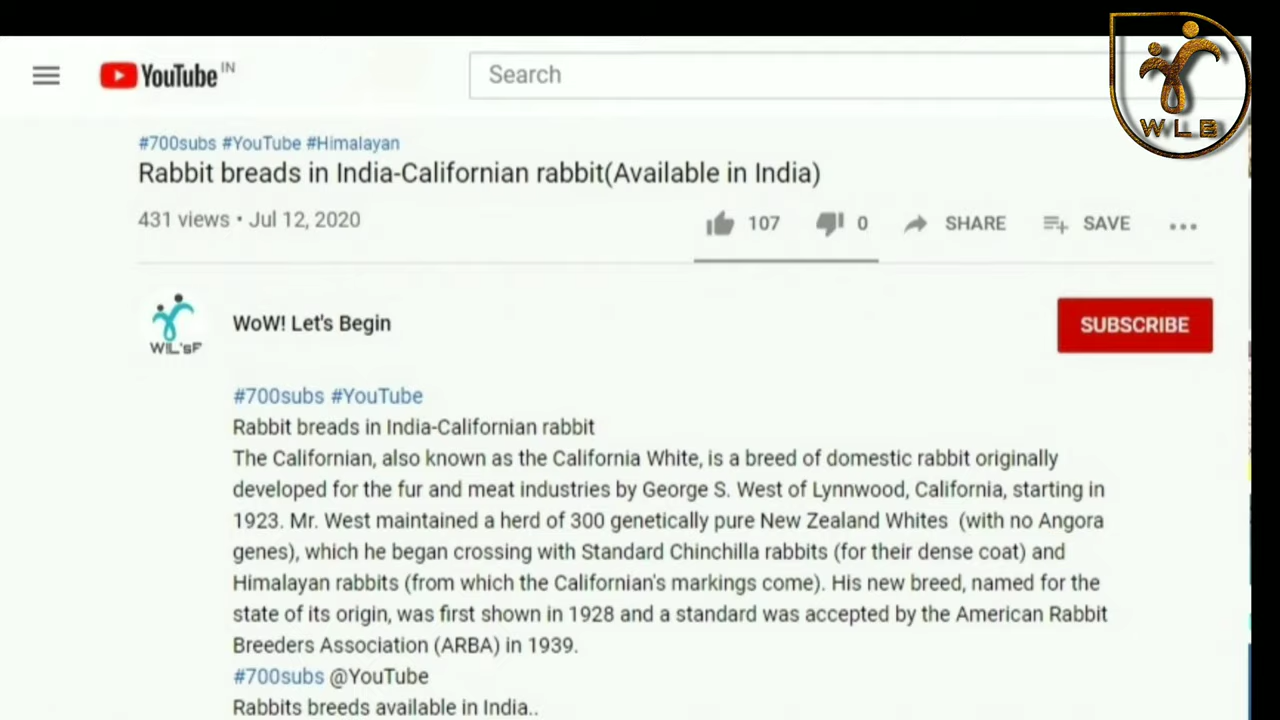 YouTube IN
Search
WLB
#700subs #YouTube #Himalayan
Rabbit breads in India-Californian rabbit(Available in India)
431 views • Jul 12, 2020
107
0
SHARE
SAVE
WIL'sF
WoW! Let's Begin
SUBSCRIBE
#700subs #YouTube
Rabbit breads in India-Californian rabbit
The Californian, also known as the California White, is a breed of domestic rabbit originally
developed for the fur and meat industries by George S. West of Lynnwood, California, starting in
1923. Mr. West maintained a herd of 300 genetically pure New Zealand Whites (with no Angora
genes), which he began crossing with Standard Chinchilla rabbits (for their dense coat) and
Himalayan rabbits (from which the Californian's markings come). His new breed, named for the
state of its origin, was first shown in 1928 and a standard was accepted by the American Rabbit
Breeders Association (ARBA) in 1939.
#700subs @YouTube
Rabbits breeds available in India..